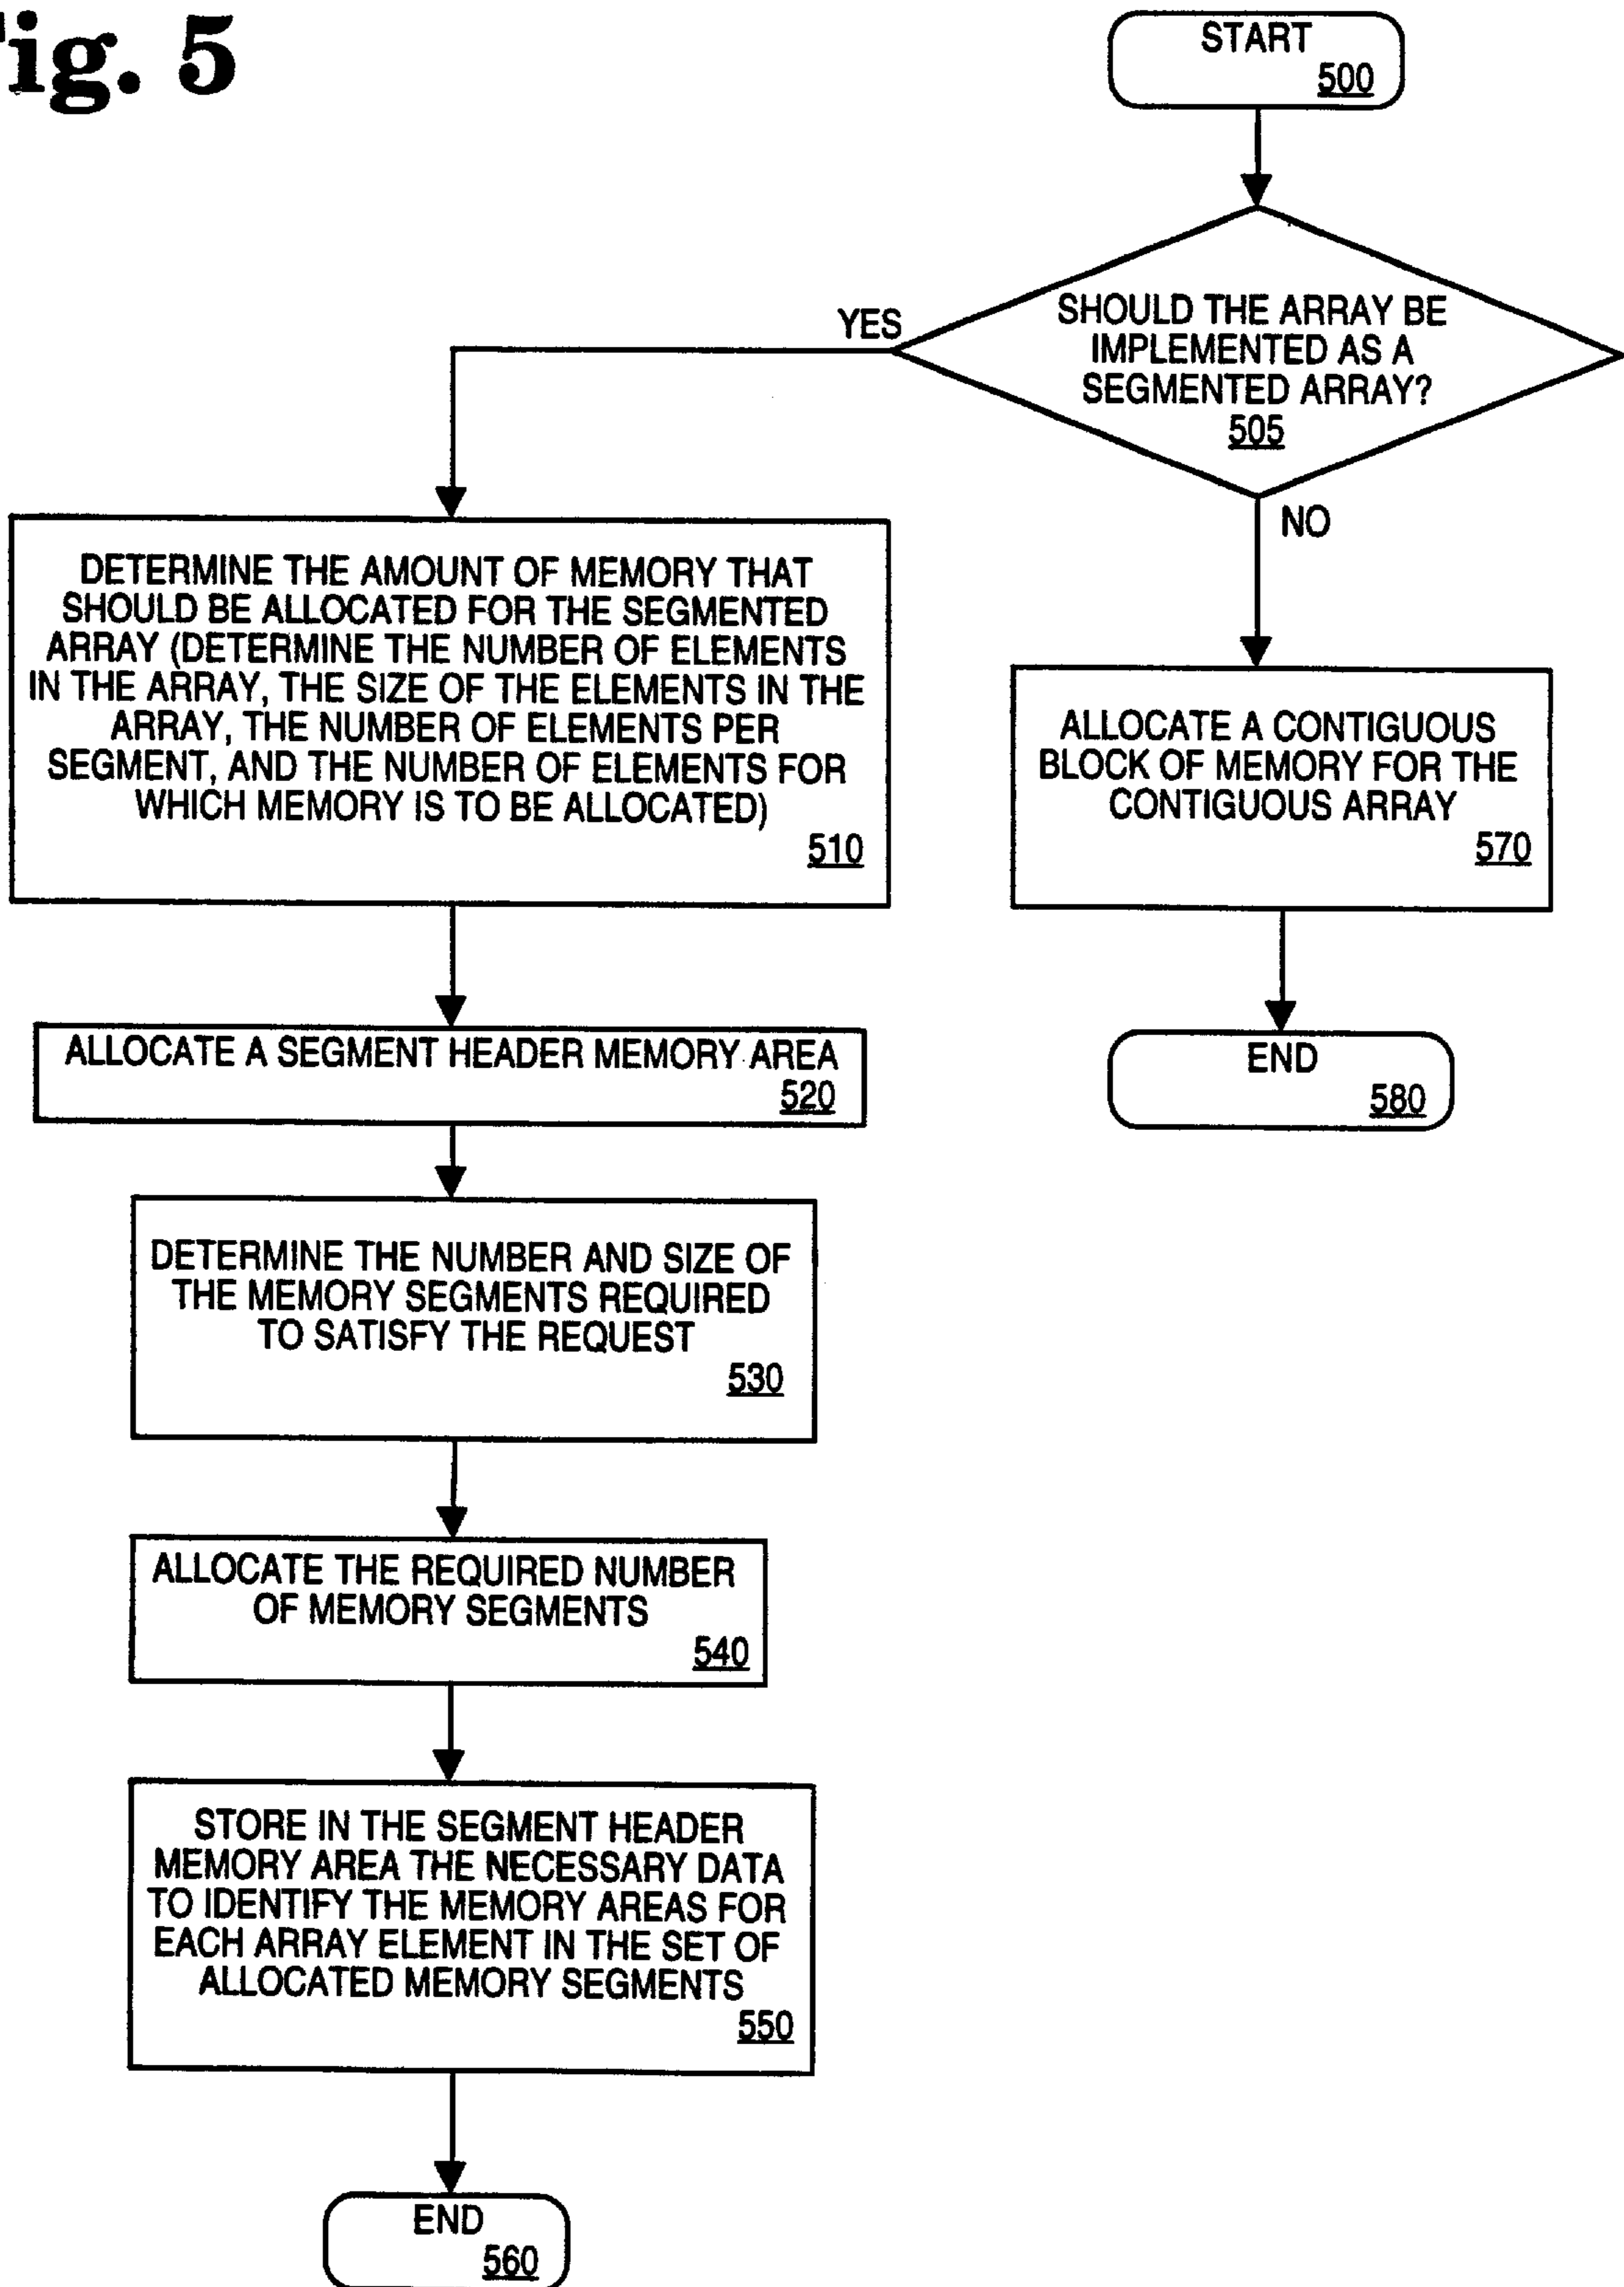 Fig. 5
START
500
SHOULD THE ARRAY BE
IMPLEMENTED AS A
SEGMENTED ARRAY?
505
YES
NO
DETERMINE THE AMOUNT OF MEMORY THAT
SHOULD BE ALLOCATED FOR THE SEGMENTED
ARRAY (DETERMINE THE NUMBER OF ELEMENTS
IN THE ARRAY, THE SIZE OF THE ELEMENTS IN THE
ARRAY, THE NUMBER OF ELEMENTS PER
SEGMENT, AND THE NUMBER OF ELEMENTS FOR
WHICH MEMORY IS TO BE ALLOCATED)
510
ALLOCATE A CONTIGUOUS
BLOCK OF MEMORY FOR THE
CONTIGUOUS ARRAY
570
ALLOCATE A SEGMENT HEADER MEMORY AREA
520
END
580
DETERMINE THE NUMBER AND SIZE OF
THE MEMORY SEGMENTS REQUIRED
TO SATISFY THE REQUEST
530
ALLOCATE THE REQUIRED NUMBER
OF MEMORY SEGMENTS
540
STORE IN THE SEGMENT HEADER
MEMORY AREA THE NECESSARY DATA
TO IDENTIFY THE MEMORY AREAS FOR
EACH ARRAY ELEMENT IN THE SET OF
ALLOCATED MEMORY SEGMENTS
550
END
560